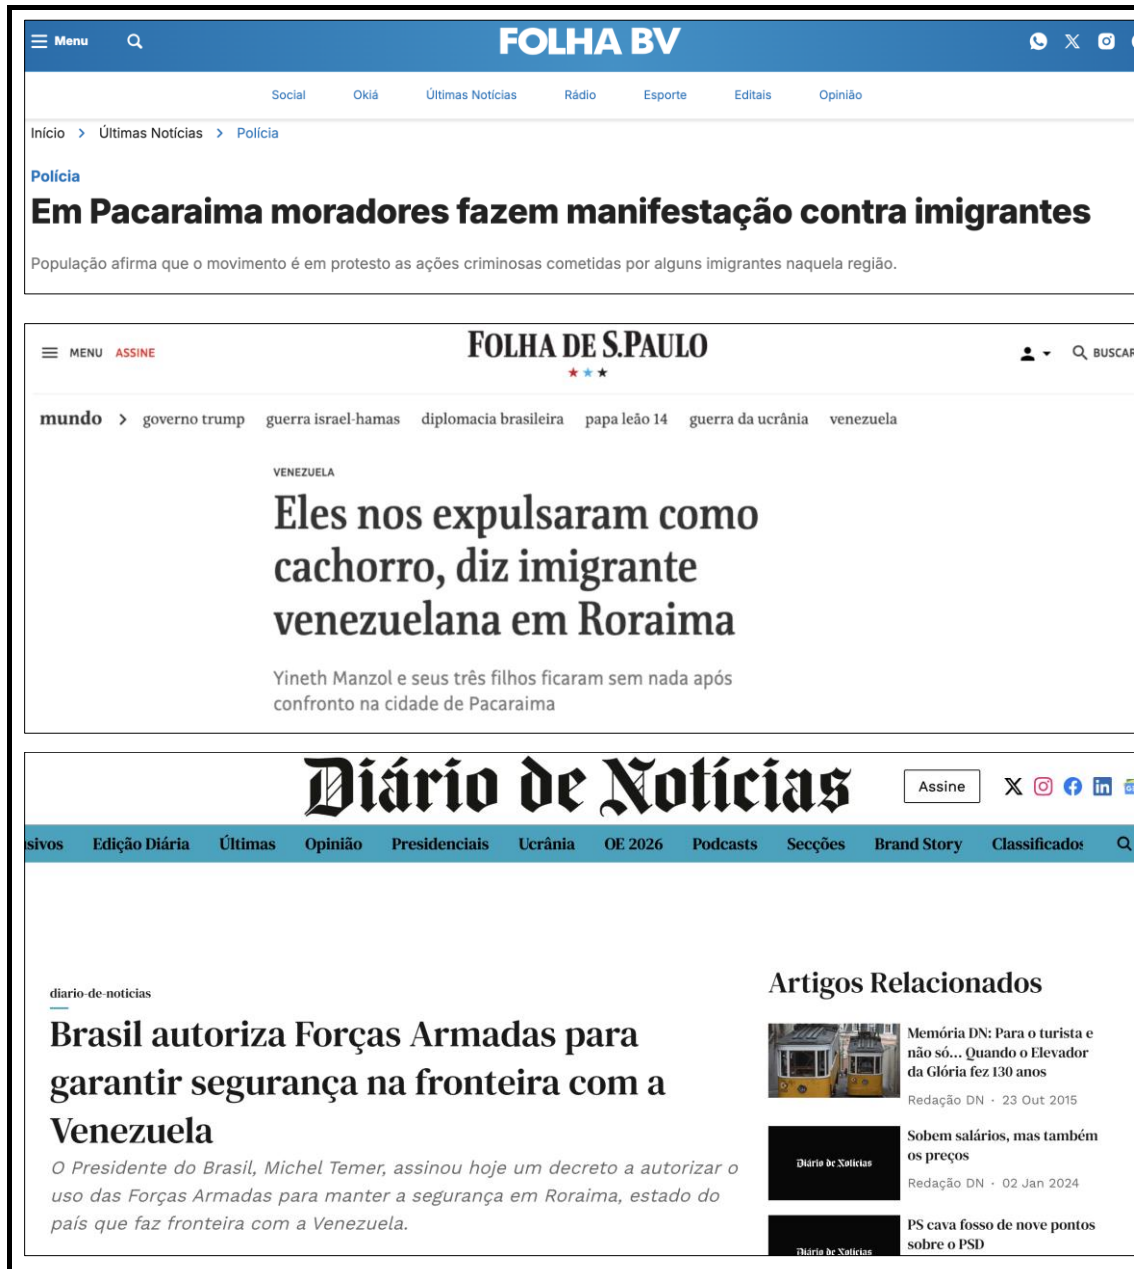 Menu
FOLHA BV
Social Okiá Últimas Notícias Rádio Esporte Editais Opinião
Início > Últimas Notícias > Polícia
Polícia
Em Pacaraima moradores fazem manifestação contra imigrantes
População afirma que o movimento é em protesto as ações criminosas cometidas por alguns imigrantes naquela região.
MENU ASSINE
FOLHA DE S.PAULO
BUSCAR
mundo > governo trump guerra israel-hamas diplomacia brasileira papa leão 14 guerra da ucrânia venezuela
VENEZUELA
Eles nos expulsaram como
cachorro, diz imigrante
venezuelana em Roraima
Yineth Manzol e seus três filhos ficaram sem nada após
confronto na cidade de Pacaraima
Diário de Notícias
Assine
sivos Edição Diária Últimas Opinião Presidenciais Ucrânia OE 2026 Podcasts Secções Brand Story Classificados
diario-de-noticias
Brasil autoriza Forças Armadas para
garantir segurança na fronteira com a
Venezuela
O Presidente do Brasil, Michel Temer, assinou hoje um decreto a autorizar o
uso das Forças Armadas para manter a segurança em Roraima, estado do
país que faz fronteira com a Venezuela.
Artigos Relacionados
Memória DN: Para o turista e
não só... Quando o Elevador
da Glória fez 130 anos
Redação DN · 23 Out 2015
Diário de Notícias
Sobem salários, mas também
os preços
Redação DN · 02 Jan 2024
Diário de Notícias
PS cava fosso de nove pontos
sobre o PSD